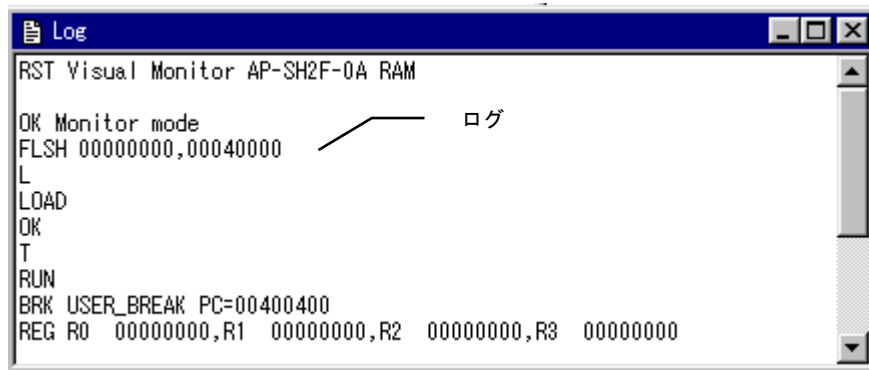 Log
RST Visual Monitor AP-SH2F-0A RAM
OK Monitor mode
ログ
FLSH 00000000,00040000
L
LOAD
OK
T
RUN
BRK USER_BREAK PC=00400400
REG R0  00000000,R1  00000000,R2  00000000,R3  00000000